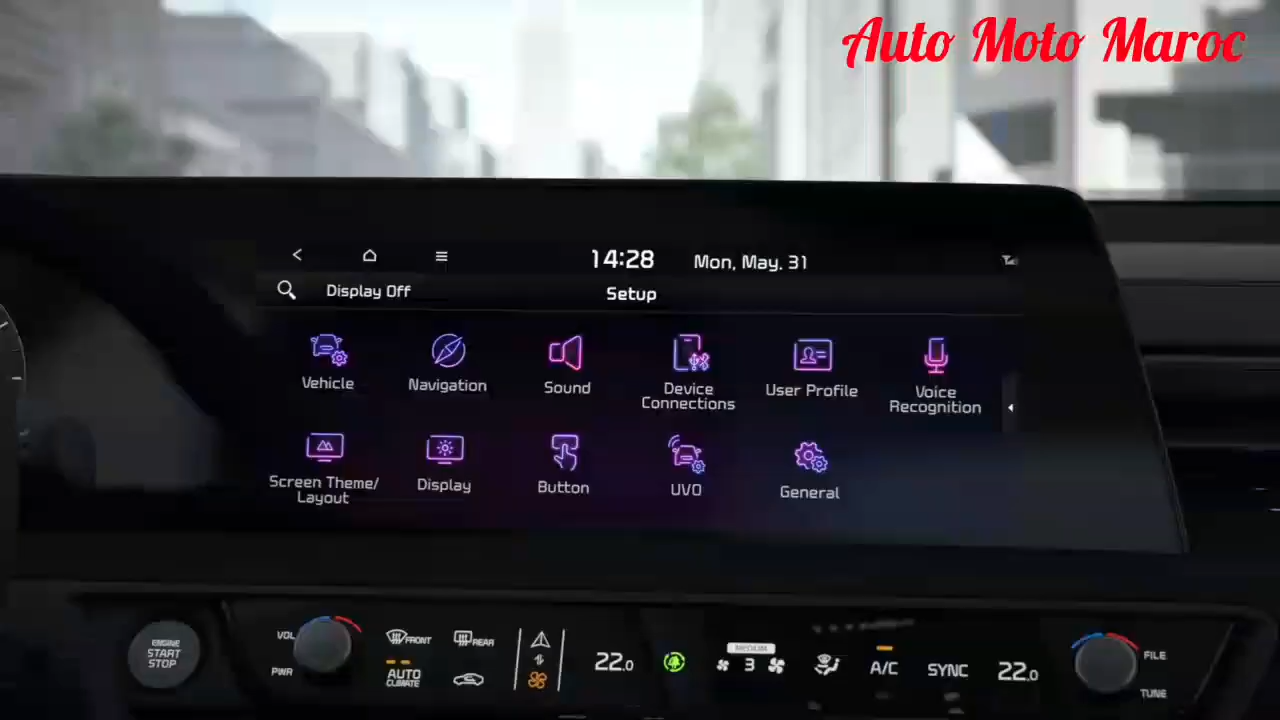 Auto Moto Maroc
14:28 Mon, May. 31
Display Off Setup
Vehicle
Navigation
Sound
Device
Connections
User Profile
Voice
Recognition
Screen Theme/
Layout
Display
Button
UVO
General
ENGINE
START
STOP
VOL
PWR
FRONT
REAR
AUTO
CLIMATE
22.0
MEDIUM
3
A/C
SYNC
22.0
FILE
TUNE